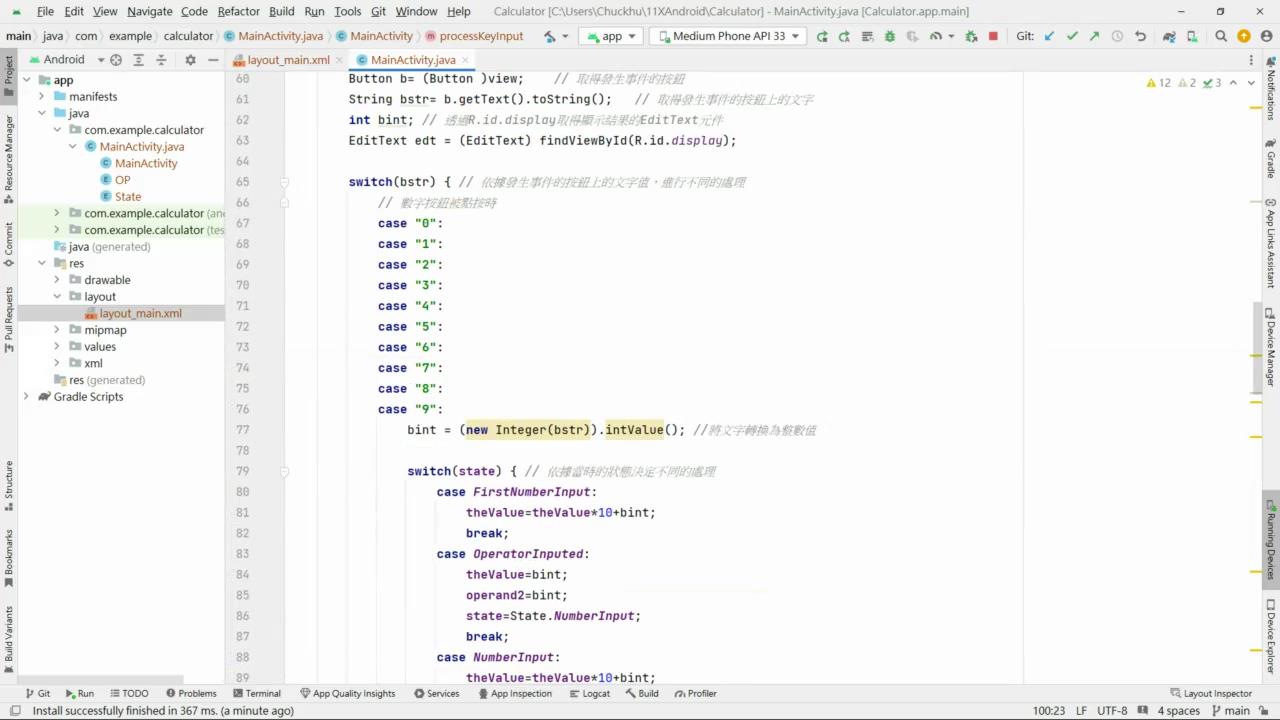 File Edit View Navigate Code Refactor Build Run Tools Git Window Help Calculator [C:\Users\Chuckhu\11XAndroid\Calculator] - MainActivity.java [Calculator.app.main]
main java com example calculator MainActivity.java MainActivity processKeyInput app Medium Phone API 33 Git:
Android layout_main.xml MainActivity.java
app
manifests
java
com.example.calculator
MainActivity.java
MainActivity
OP
State
com.example.calculator (an
com.example.calculator (tes
java (generated)
res
drawable
layout
layout_main.xml
mipmap
values
xml
res (generated)
Gradle Scripts
12 2 3
60 Button b= (Button )view; // 取得發生事件的按鈕
61 String bstr= b.getText().toString(); // 取得發生事件的按鈕上的文字
62 int bint; // 透過R.id.display取得顯示結果的EditText元件
63 EditText edt = (EditText) findViewById(R.id.display);
64
65 switch(bstr) { // 依據發生事件的按鈕上的文字值，進行不同的處理
66 // 數字按鈕被點按時
67 case "0":
68 case "1":
69 case "2":
70 case "3":
71 case "4":
72 case "5":
73 case "6":
74 case "7":
75 case "8":
76 case "9":
77 bint = (new Integer(bstr)).intValue(); //將文字轉換為整數值
78
79 switch(state) { // 依據當時的狀態決定不同的處理
80 case FirstNumberInput:
81 theValue=theValue*10+bint;
82 break;
83 case OperatorInputed:
84 theValue=bint;
85 operand2=bint;
86 state=State.NumberInput;
87 break;
88 case NumberInput:
89 theValue=theValue*10+bint;
Project
Resource Manager
Commit
Pull Requests
Structure
Bookmarks
Build Variants
Notifications
Gradle
App Links Assistant
Device Manager
Running Devices
Device Explorer
Git Run TODO Problems Terminal App Quality Insights Services App Inspection Logcat Build Profiler Layout Inspector
Install successfully finished in 367 ms. (a minute ago) 100:23 LF UTF-8 4 spaces main